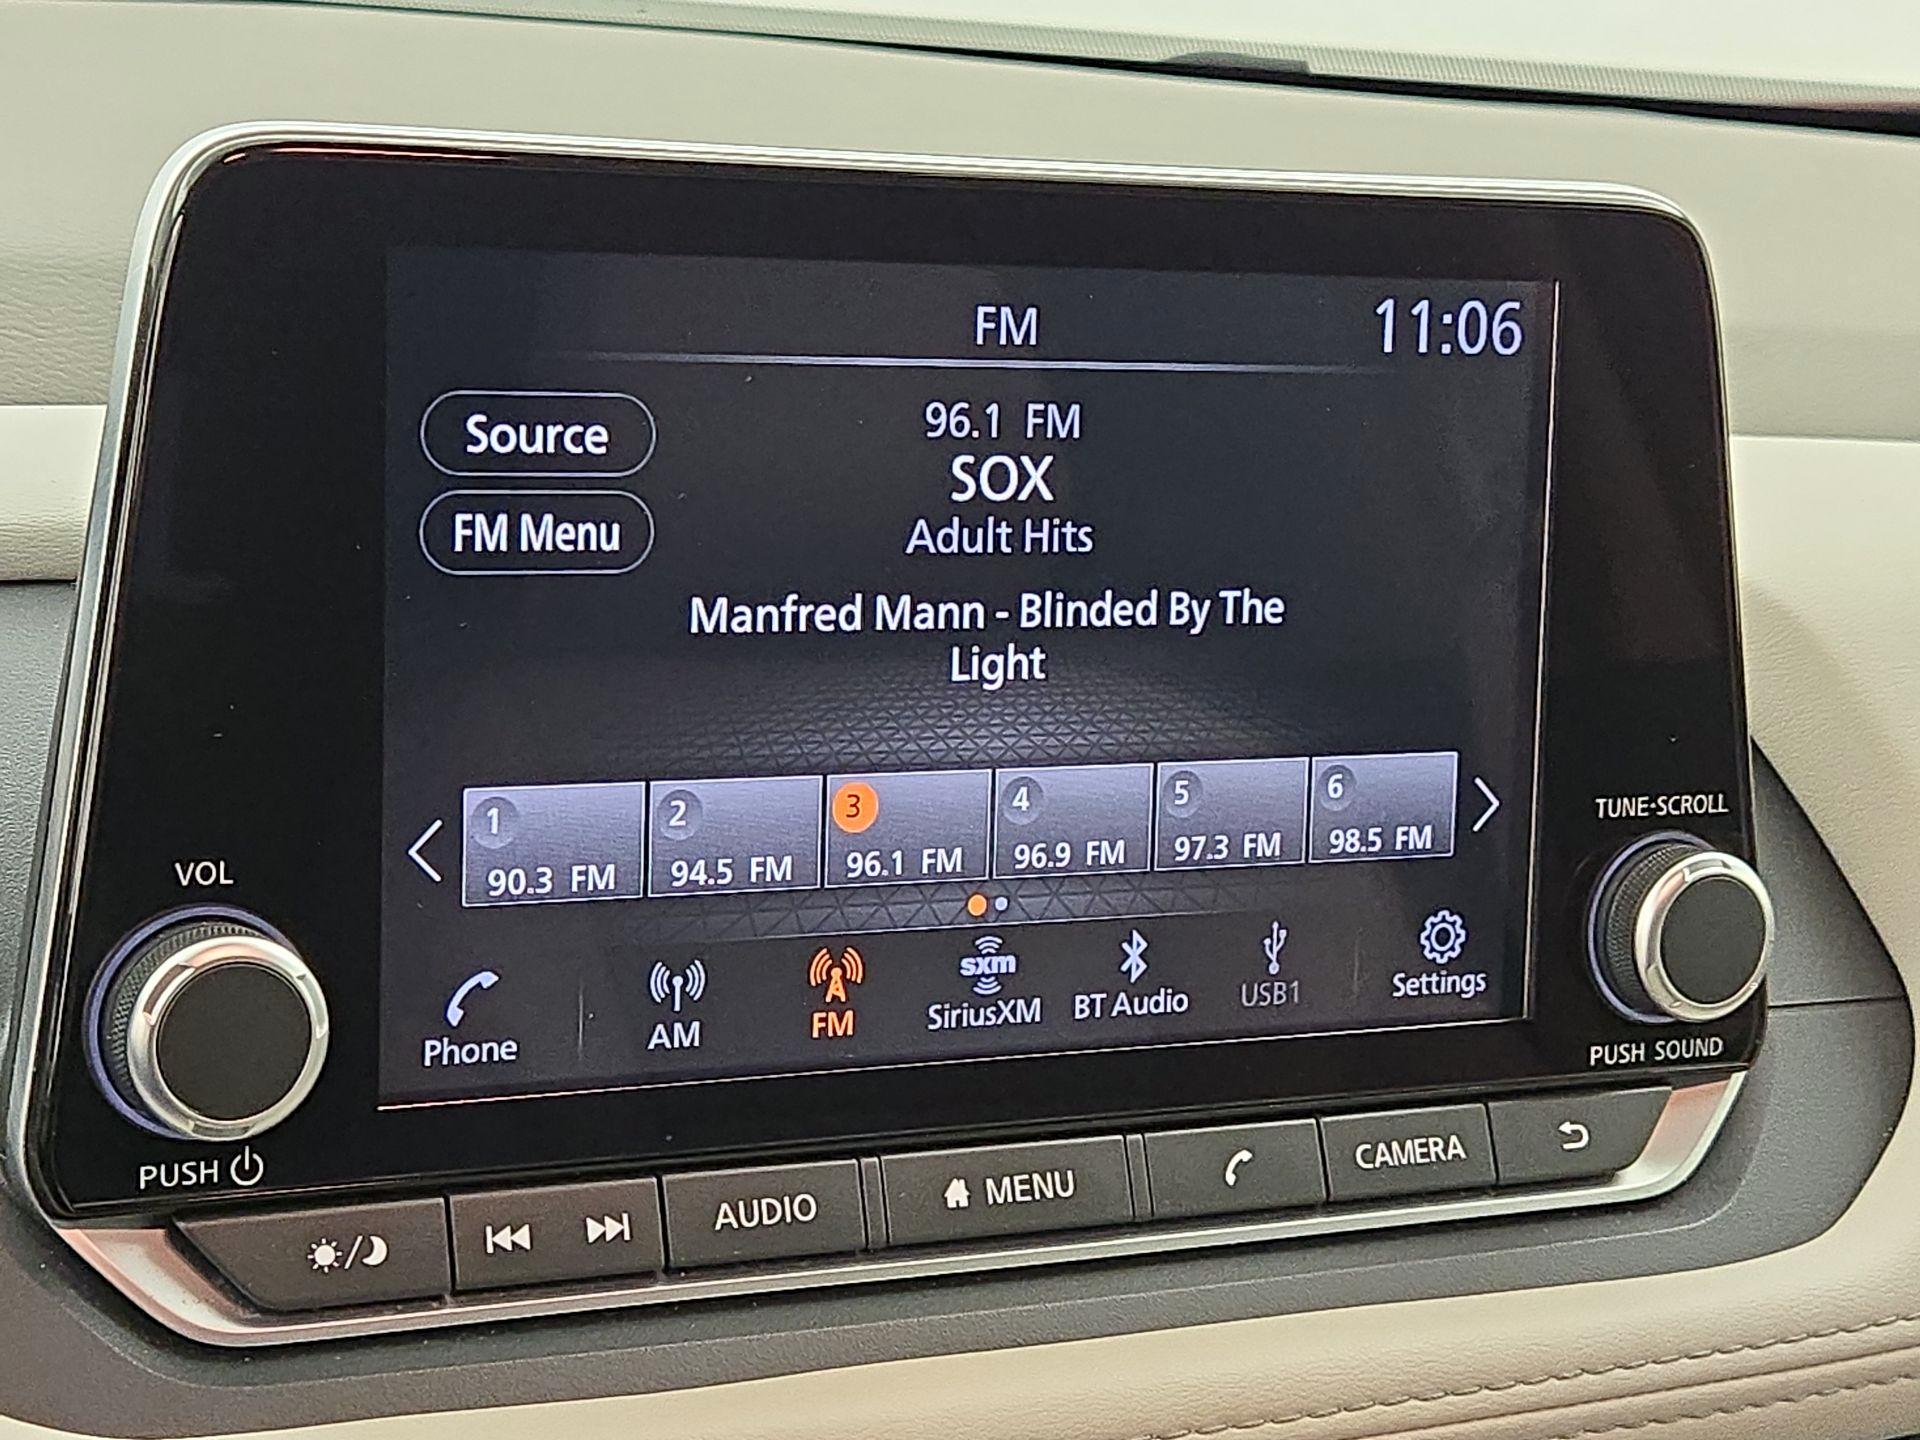 FM
11:06
Source
96.1 FM
SOX
FM Menu
Adult Hits
Manfred Mann - Blinded By The
Light
1
2
3
4
5
6
90.3 FM
94.5 FM
96.1 FM
96.9 FM
97.3 FM
98.5 FM
TUNE·SCROLL
VOL
Phone
AM
FM
sxm
SiriusXM
BT Audio
USB1
Settings
PUSH SOUND
PUSH
AUDIO
MENU
CAMERA